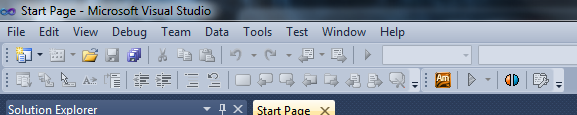 Start Page - Microsoft Visual Studio
File Edit View Debug Team Data Tools Test Window Help
Am
Solution Explorer Start Page